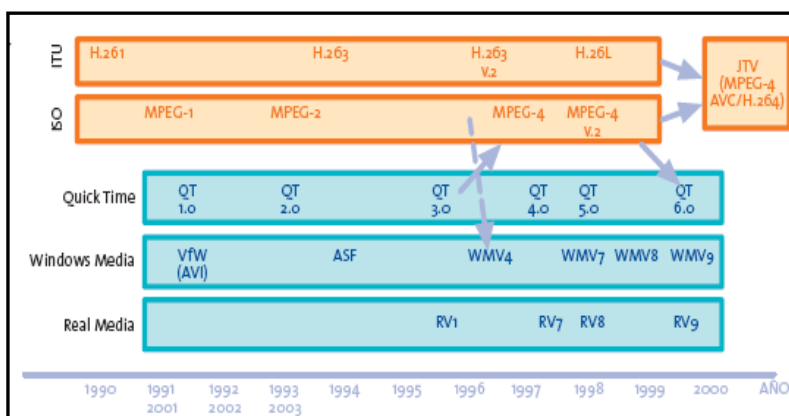 ITU
H.261 H.263 H.263 H.26L
V.2
JTV
(MPEG-4
AVC/H.264)
ISO
MPEG-1 MPEG-2 MPEG-4 MPEG-4
V.2
Quick Time
QT QT QT QT QT QT
1.0 2.0 3.0 4.0 5.0 6.0
Windows Media
VfW ASF WMV4 WMV7 WMV8 WMV9
(AVI)
Real Media
RV1 RV7 RV8 RV9
1990 1991 1992 1993 1994 1995 1996 1997 1998 1999 2000 AÑO
2001 2002 2003